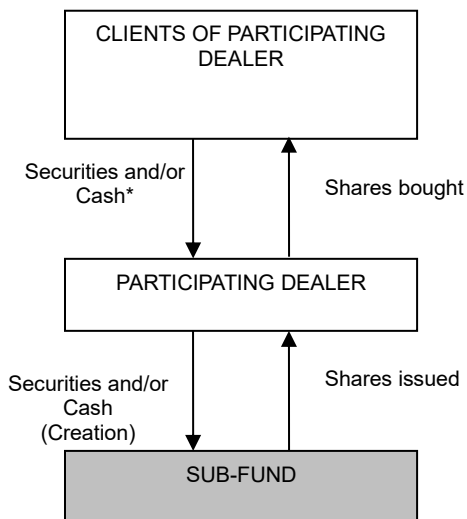 CLIENTS OF PARTICIPATING
DEALER
Securities and/or
Cash*
Shares bought
PARTICIPATING DEALER
Securities and/or
Cash
(Creation)
Shares issued
SUB-FUND